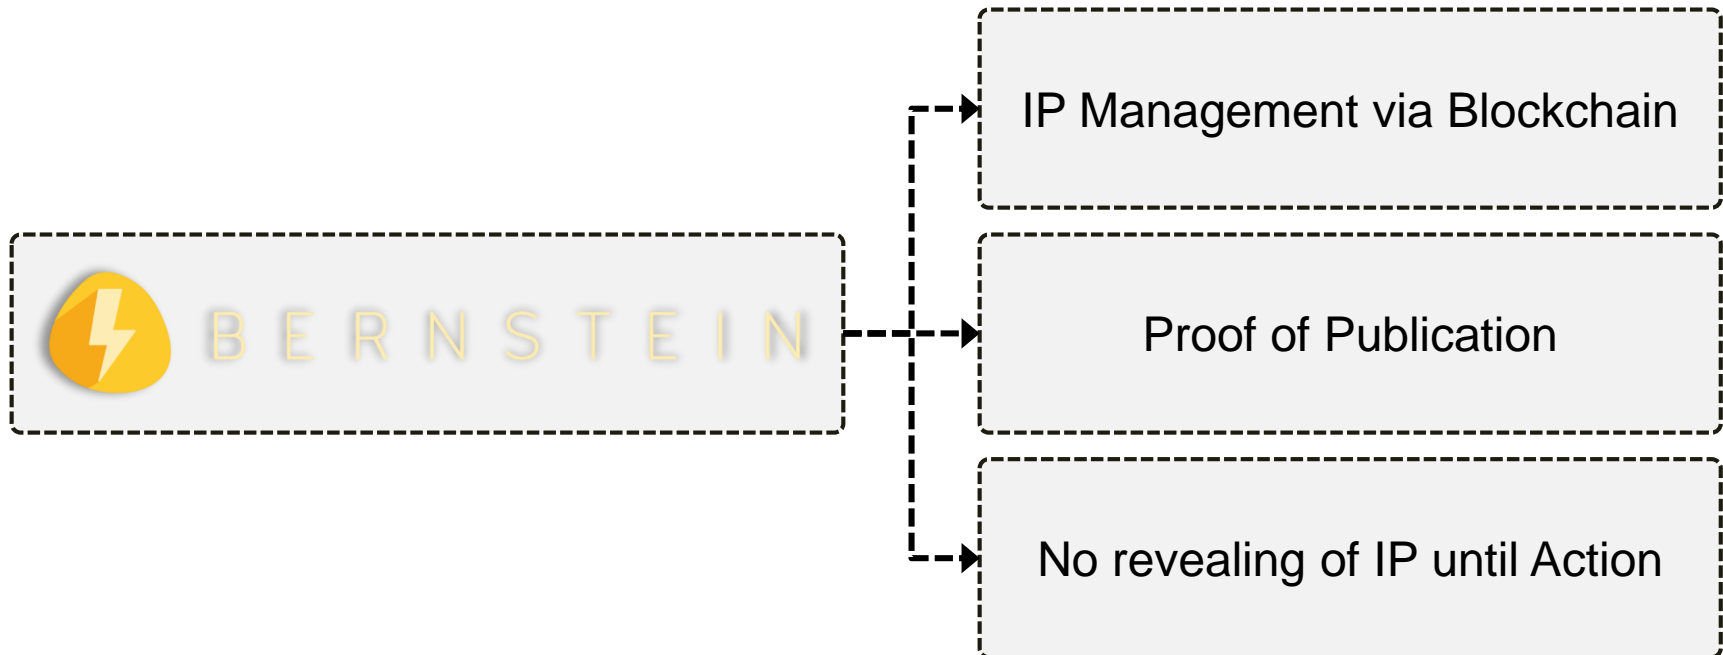 BERNSTEIN
IP Management via Blockchain
Proof of Publication
No revealing of IP until Action